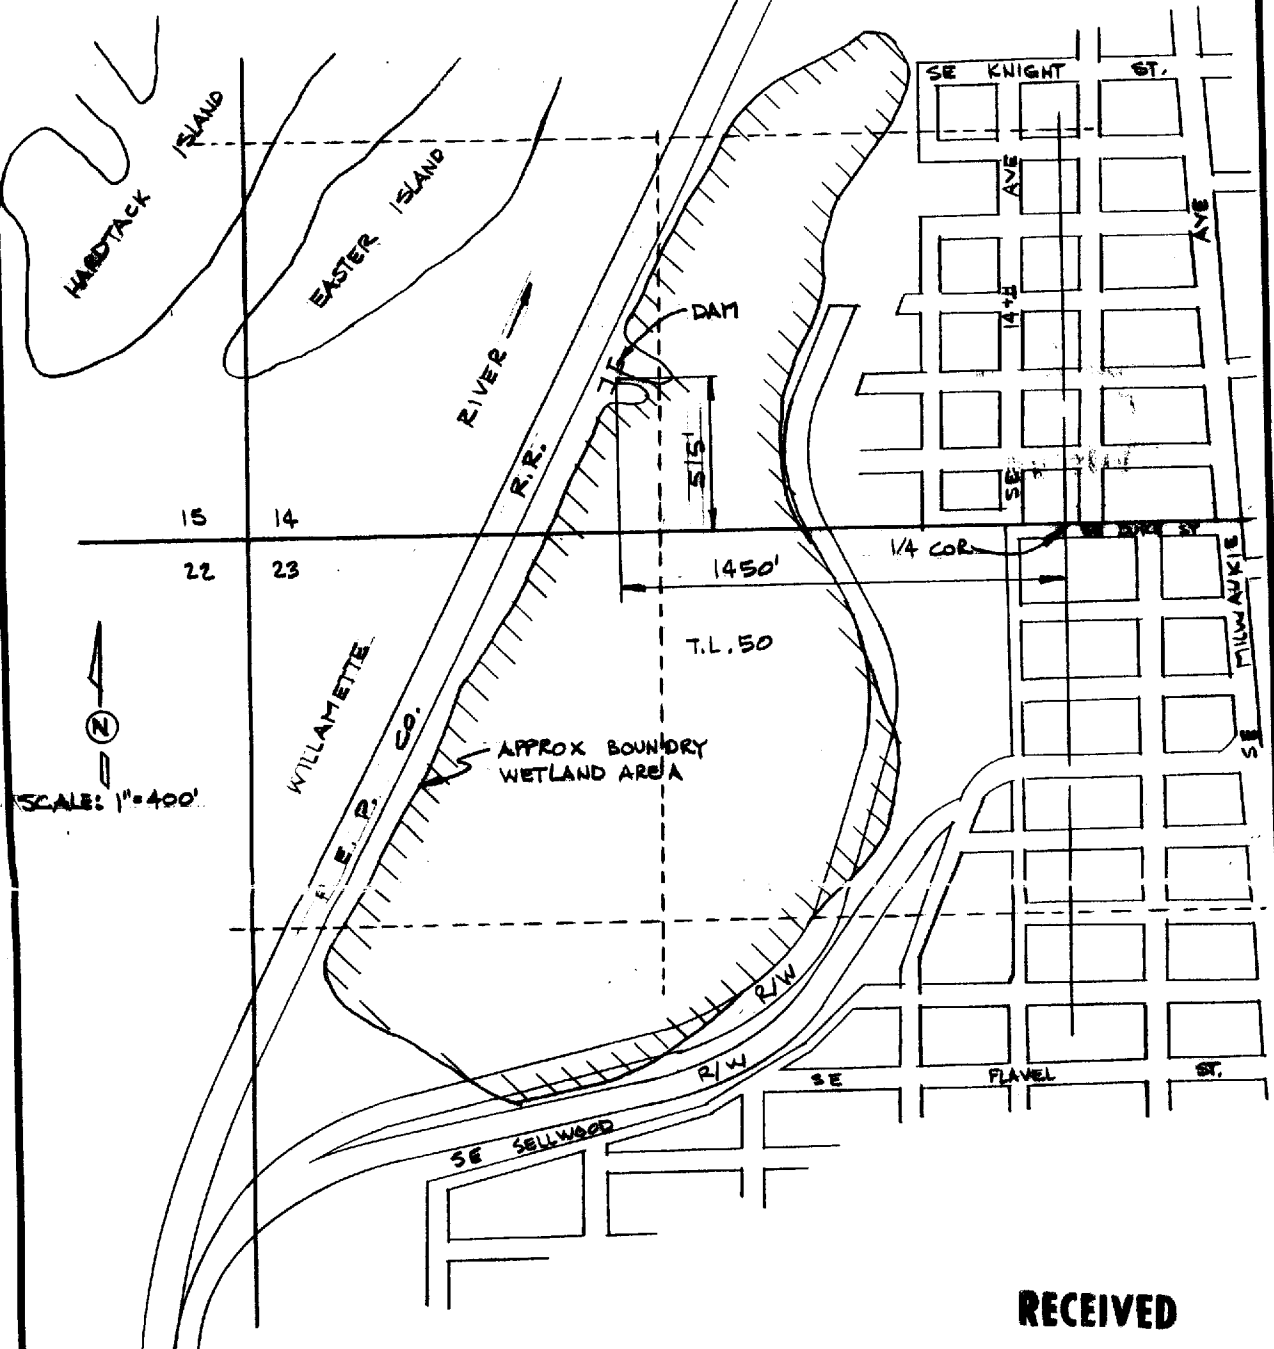 SE KNIGHT ST.
HARDTACK ISLAND
EASTER ISLAND
AVE
AVE
14TH
SE
DAM
RIVER
R.R.
515'
15 14
22 23
1/4 COR.
ST
1450'
SE MILWAUKIE
T.L. 50
WILLAMETTE
CO.
P.
E.
N
SCALE: 1"=400'
APPROX BOUNDRY
WETLAND AREA
R/W
R/W
SE FLAVEL ST.
SE SELLWOOD
RECEIVED